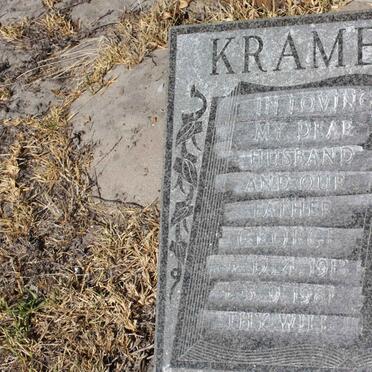 KRAME
IN LOVING
MY DEAR
HUSBAND
AND OUR
FATHER
GEORGE
THY WILL